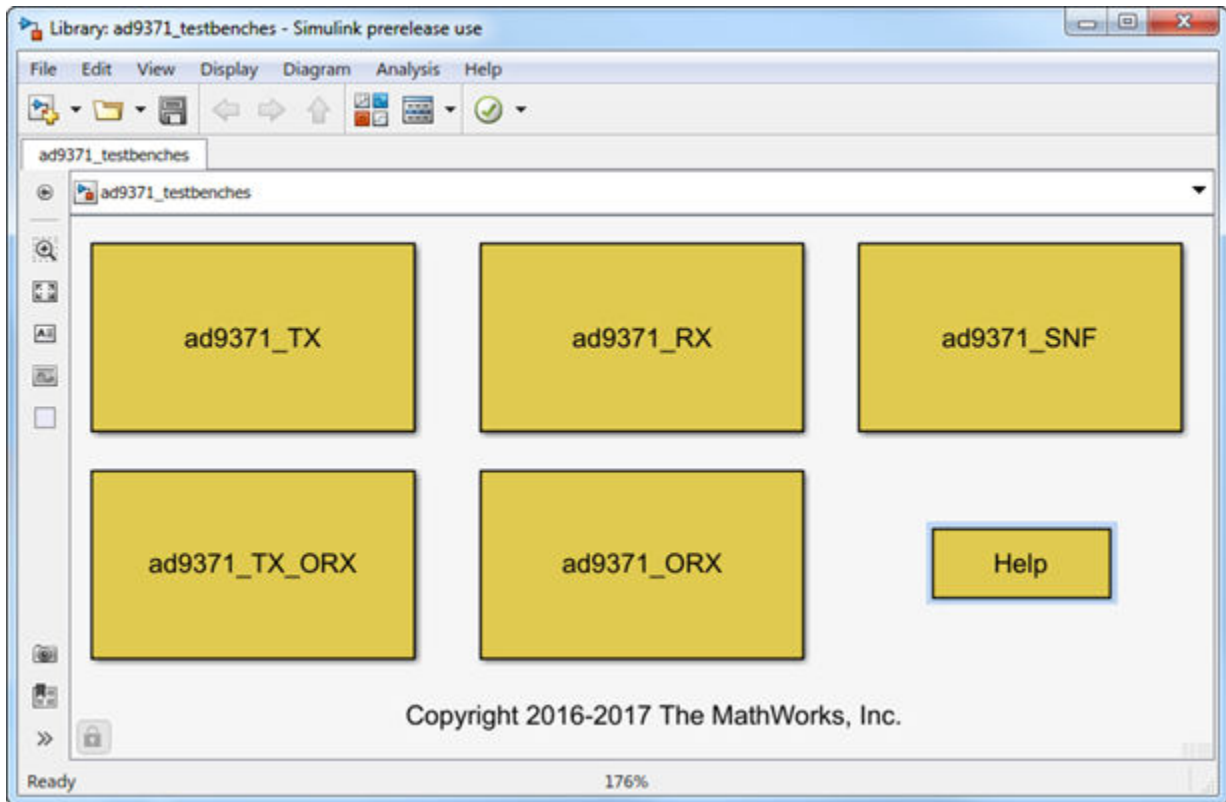 Library: ad9371_testbenches - Simulink prerelease use
File Edit View Display Diagram Analysis Help
ad9371_testbenches
ad9371_testbenches
ad9371_TX ad9371_RX ad9371_SNF
ad9371_TX_ORX ad9371_ORX Help
Copyright 2016-2017 The MathWorks, Inc.
Ready 176%